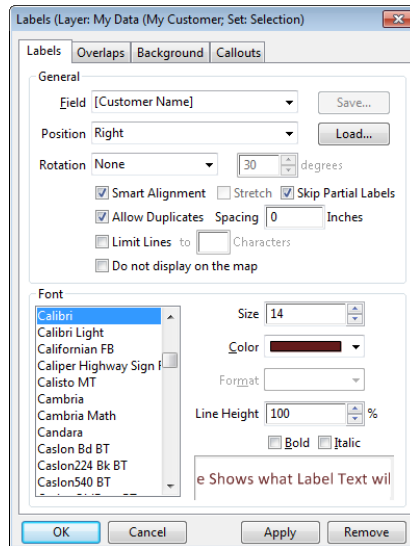 Labels (Layer: My Data (My Customer; Set: Selection)
Labels Overlaps Background Callouts
General
Field [Customer Name] Save...
Position Right Load...
Rotation None 30 degrees
Smart Alignment Stretch Skip Partial Labels
Allow Duplicates Spacing 0 Inches
Limit Lines to Characters
Do not display on the map
Font
Calibri
Calibri Light
Californian FB
Caliper Highway Sign F
Calisto MT
Cambria
Cambria Math
Candara
Caslon Bd BT
Caslon224 Bk BT
Caslon540 BT
Size 14
Color
Format
Line Height 100 %
Bold Italic
e Shows what Label Text wil
OK Cancel Apply Remove